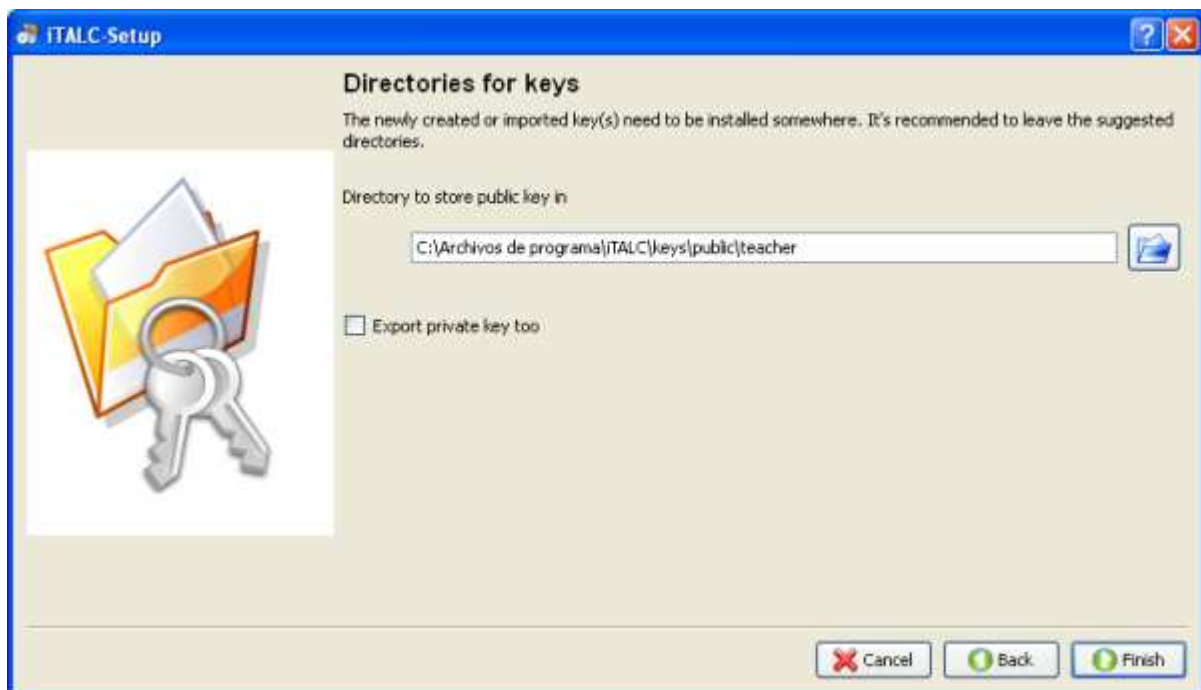 iTALC-Setup
Directories for keys
The newly created or imported key(s) need to be installed somewhere. It's recommended to leave the suggested
directories.
Directory to store public key in
C:\Archivos de programa\iTALC\keys\public\teacher
Export private key too
Cancel
Back
Finish